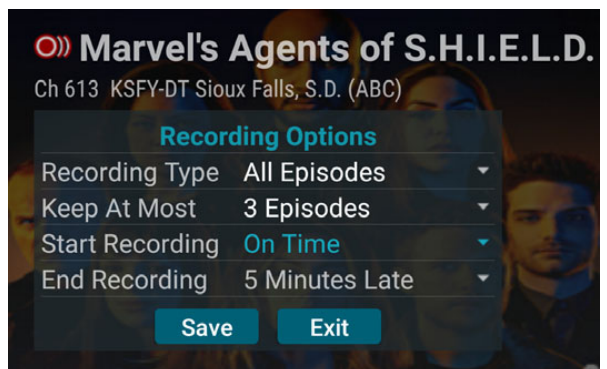 Marvel's Agents of S.H.I.E.L.D.
Ch 613 KSFY-DT Sioux Falls, S.D. (ABC)
Recording Options
Recording Type All Episodes
Keep At Most 3 Episodes
Start Recording On Time
End Recording 5 Minutes Late
Save Exit